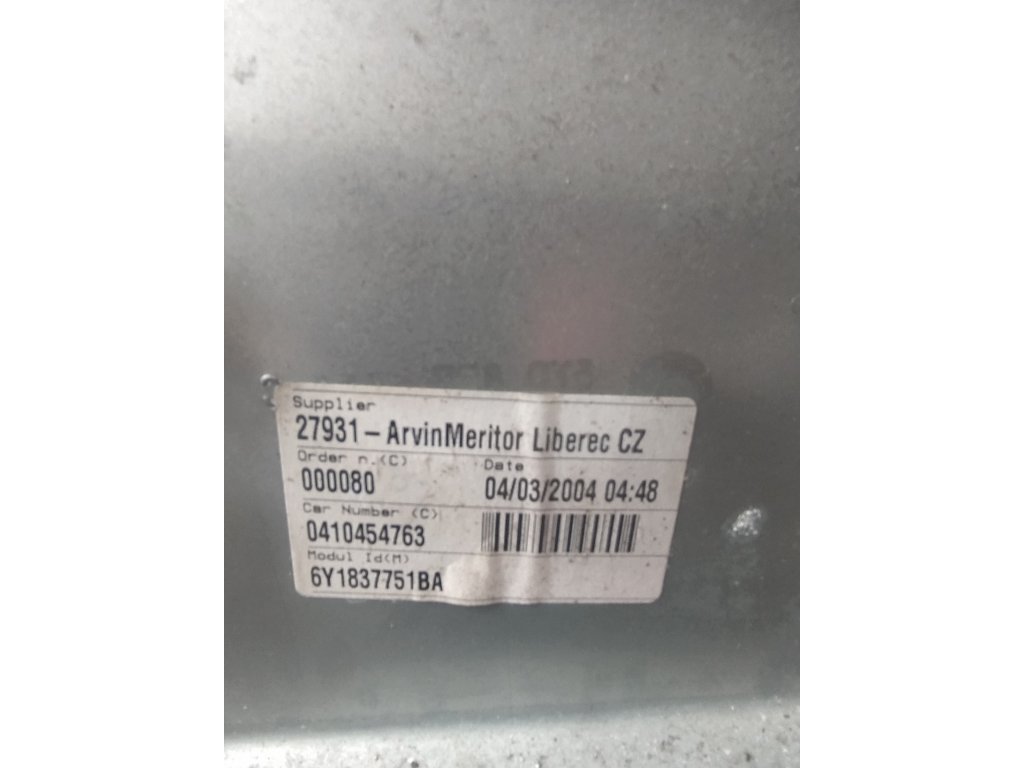 Supplier
27931-ArvinMeritor Liberec CZ
Order n.(C) Date
000080 04/03/2004 04:48
Car Number (C)
0410454763
Modul Id(M)
6Y1837751BA